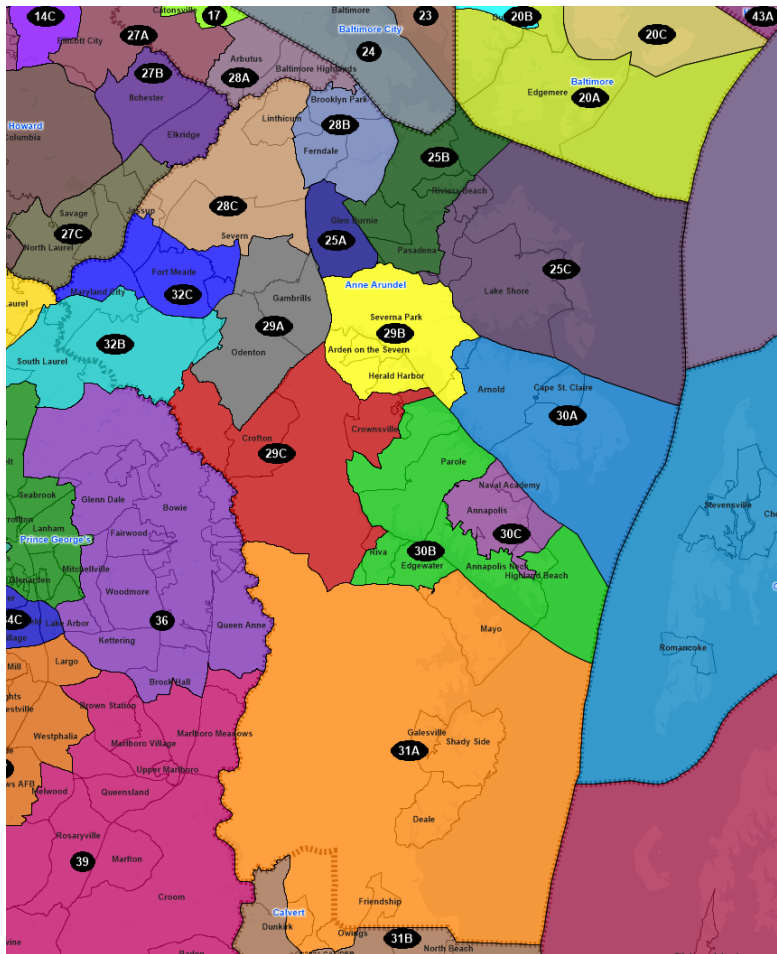 14C
17
23
20B
43A
Catonsville
Baltimore
Ellicott City
27A
Baltimore City
20C
24
Arbutus
27B
28A
Baltimore Highlands
Baltimore
Ilchester
Brooklyn Park
Edgemere
20A
Linthicum
28B
Howard
Columbia
Elkridge
Ferndale
25B
Riviera Beach
28C
Savage
Jessup
Glen Burnie
27C
Severn
25A
North Laurel
Pasadena
Fort Meade
25C
Anne Arundel
Maryland City
32C
Lake Shore
Gambrills
Laurel
Severna Park
29A
29B
32B
Arden on the Severn
Odenton
South Laurel
Herald Harbor
Arnold
Cape St. Claire
30A
Crownsville
Crofton
29C
Parole
Naval Academy
Seabrook
Glenn Dale
Bowie
Annapolis
Stevensville
Lanham
Fairwood
30C
Prince George's
30B
Riva
Edgewater
Annapolis Neck
Highland Beach
Mitchellville
Glenarden
Woodmore
34C
Lake Arbor
36
Queen Anne
Mayo
Kettering
Romancoke
Largo
Mill
Brock Hall
Brown Station
Westphalia
Marlboro Meadows
Galesville
Marlboro Village
31A
Shady Side
Upper Marlboro
Melwood
Queensland
Deale
Rosaryville
39
Marlton
Croom
Friendship
Calvert
Dunkirk
Owings
31B
North Beach